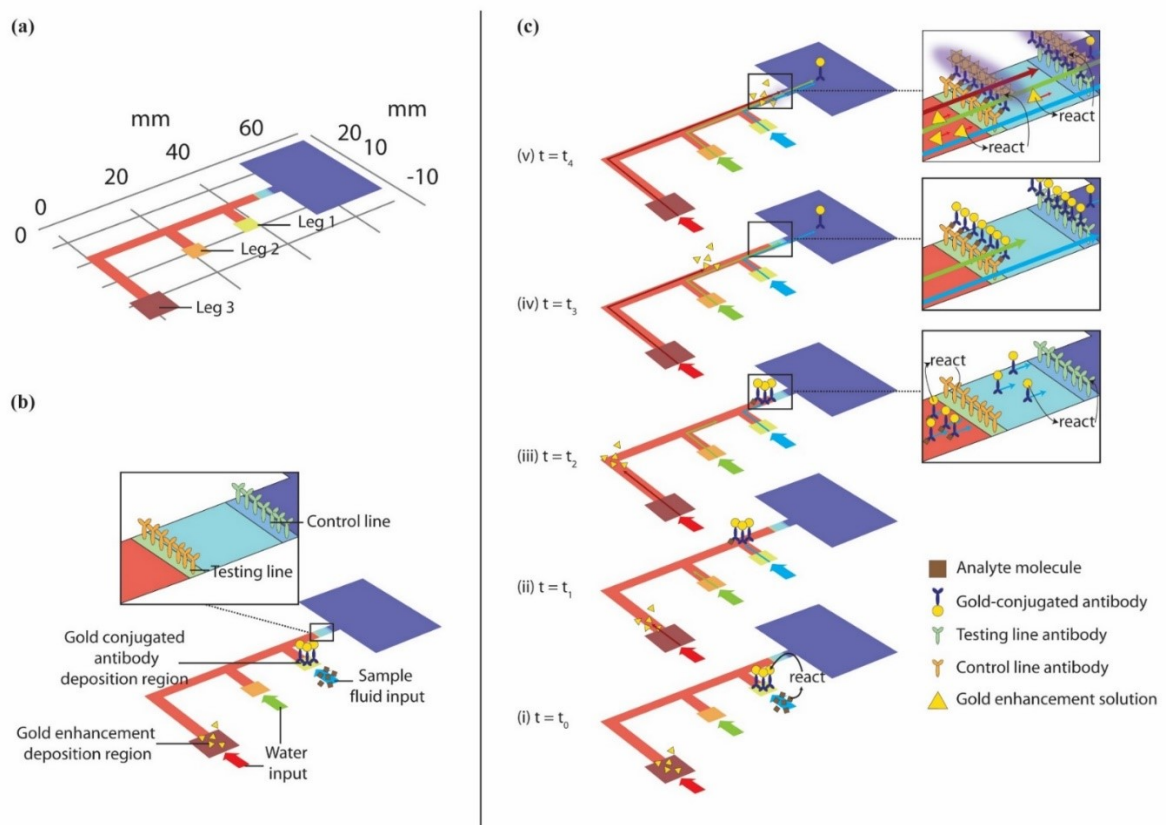 (a)
mm
mm
60
20
40
10
20
-10
0
0
Leg 1
Leg 2
Leg 3
(b)
Control line
Testing line
Gold conjugated
antibody
deposition region
Sample
fluid input
Gold enhancement
deposition region
Water
input
(c)
(v) t = t4
react
react
(iv) t = t3
(iii) t = t2
react
react
(ii) t = t1
(i) t = t0
react
Analyte molecule
Gold-conjugated antibody
Testing line antibody
Control line antibody
Gold enhancement solution